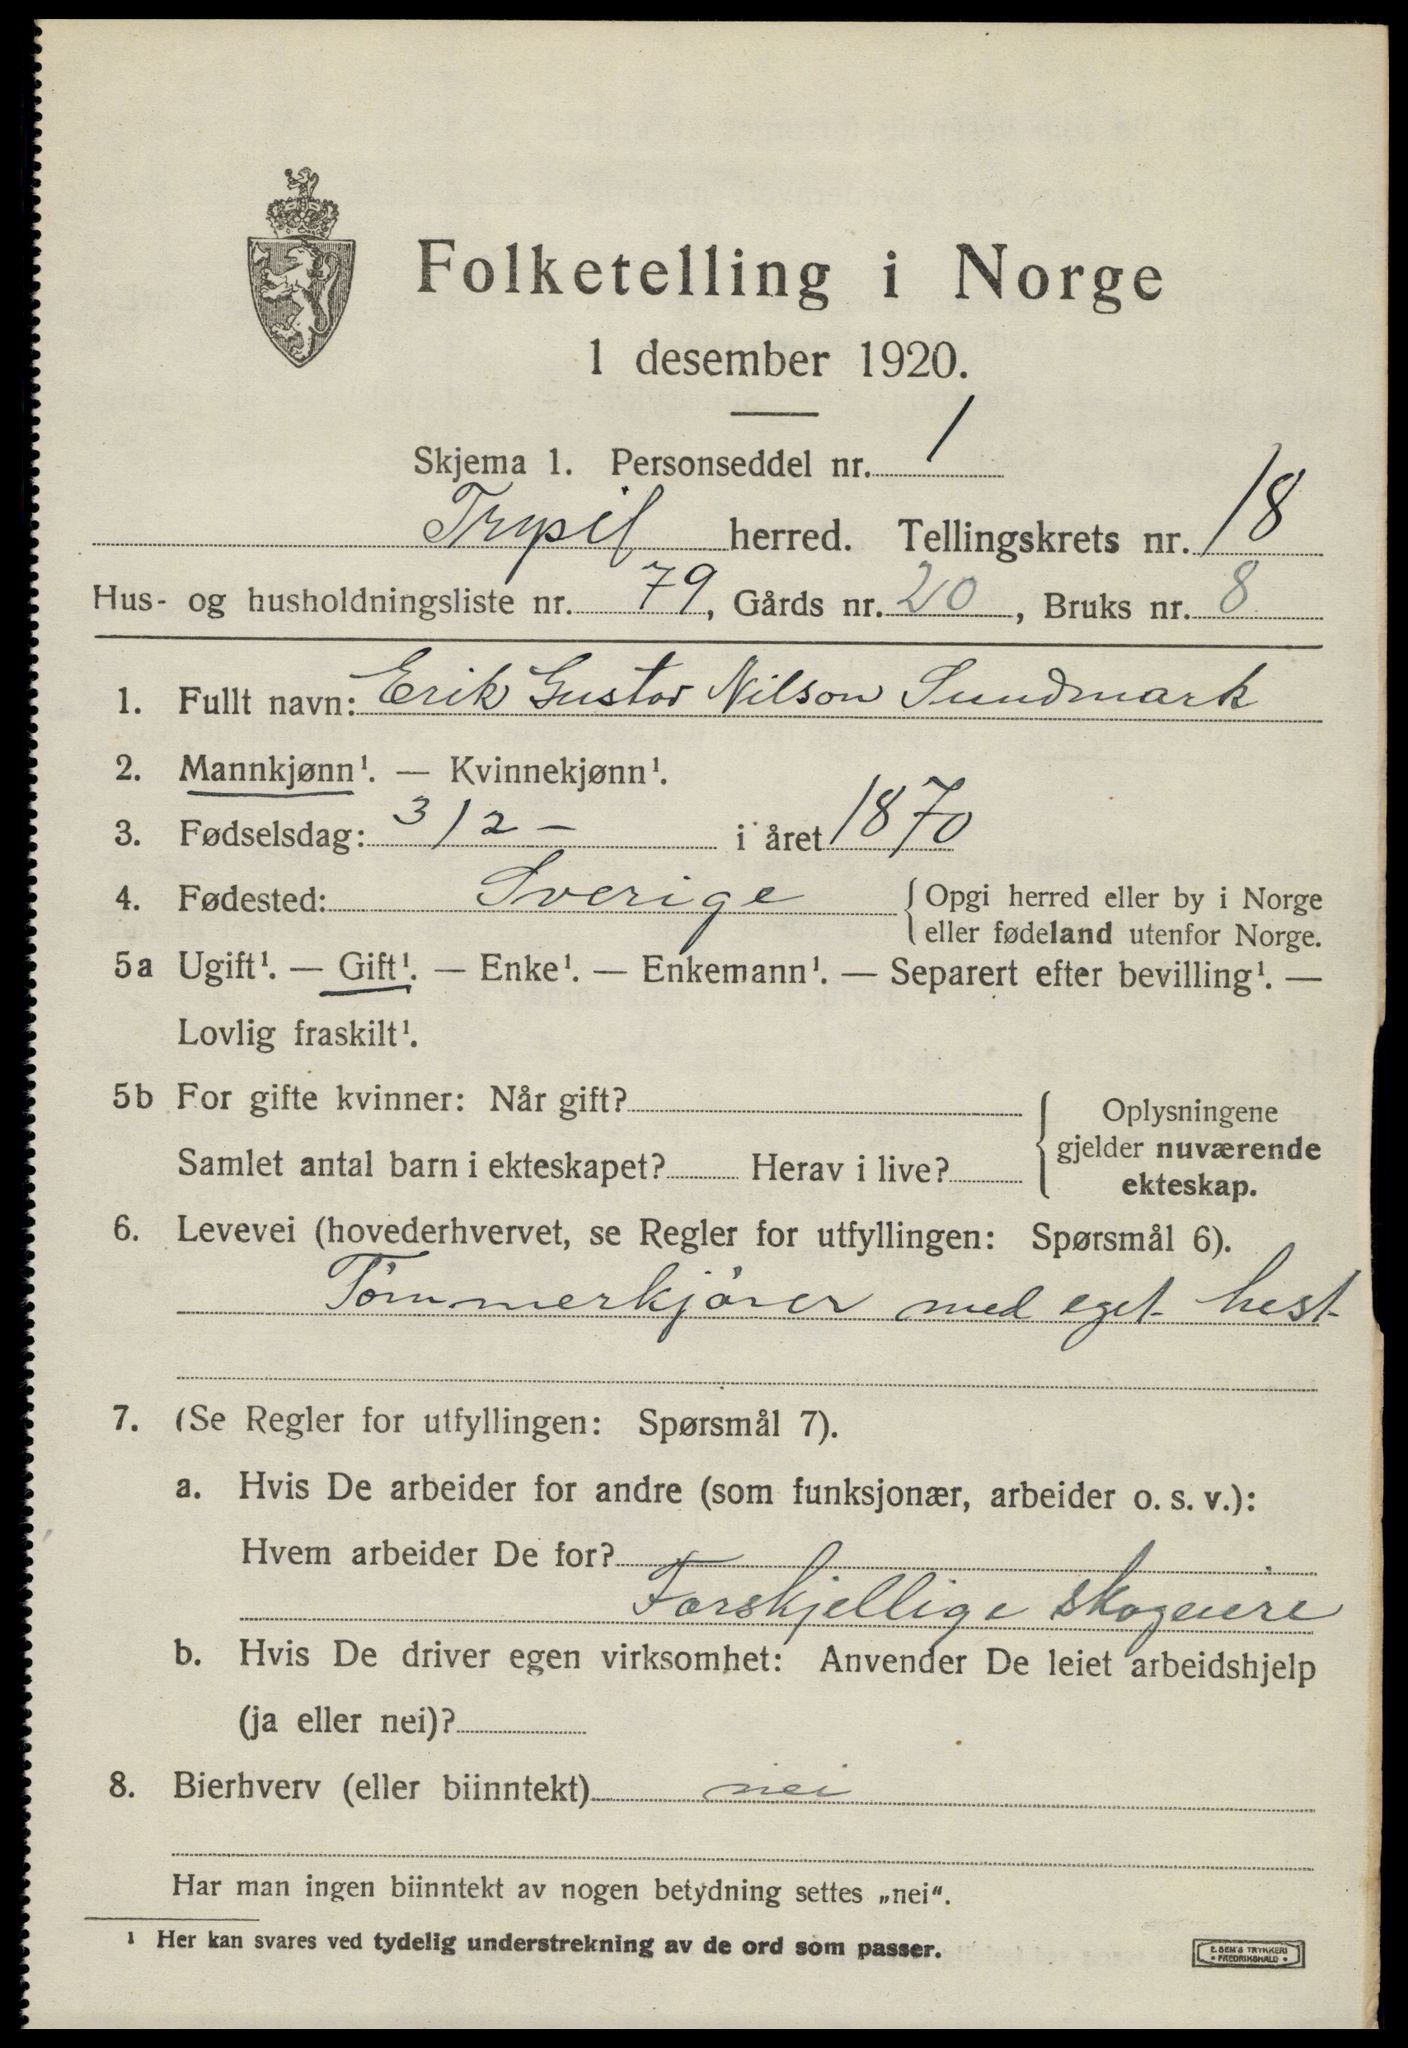 Folketelling i Norge
1 desember 1920.
Skjema 1. Personseddel nr. 1
Trysil herred. Tellingskrets nr. 18
Hus- og husholdningsliste nr. 79, Gårds nr. 20, Bruks nr. 8
1. Fullt navn: Erik Gustav Nilson Sundmark
2. Mannkjønn¹. — Kvinnekjønn¹.
3. Fødselsdag: 3/2 – i året 1870
4. Fødested: Sverige { Opgi herred eller by i Norge
eller fødeland utenfor Norge.
5a Ugift¹. — Gift¹. — Enke¹. — Enkemann¹. — Separert efter bevilling¹. —
Lovlig fraskilt¹.
5b For gifte kvinner: Når gift?
Samlet antal barn i ekteskapet? Herav i live?
{ Oplysningene
gjelder nuværende
ekteskap.
6. Levevei (hovederhvervet, se Regler for utfyllingen: Spørsmål 6).
Tømmerkjører med eget hest
7. (Se Regler for utfyllingen: Spørsmål 7).
a. Hvis De arbeider for andre (som funksjonær, arbeider o. s. v.):
Hvem arbeider De for?
Forskjellige skogeiere
b. Hvis De driver egen virksomhet: Anvender De leiet arbeidshjelp
(ja eller nei)?
8. Bierhverv (eller biinntekt) nei
Har man ingen biinntekt av nogen betydning settes „nei“.
¹ Her kan svares ved tydelig understrekning av de ord som passer.
E. SEM'S TRYKKERI
• FREDRIKSHALD •